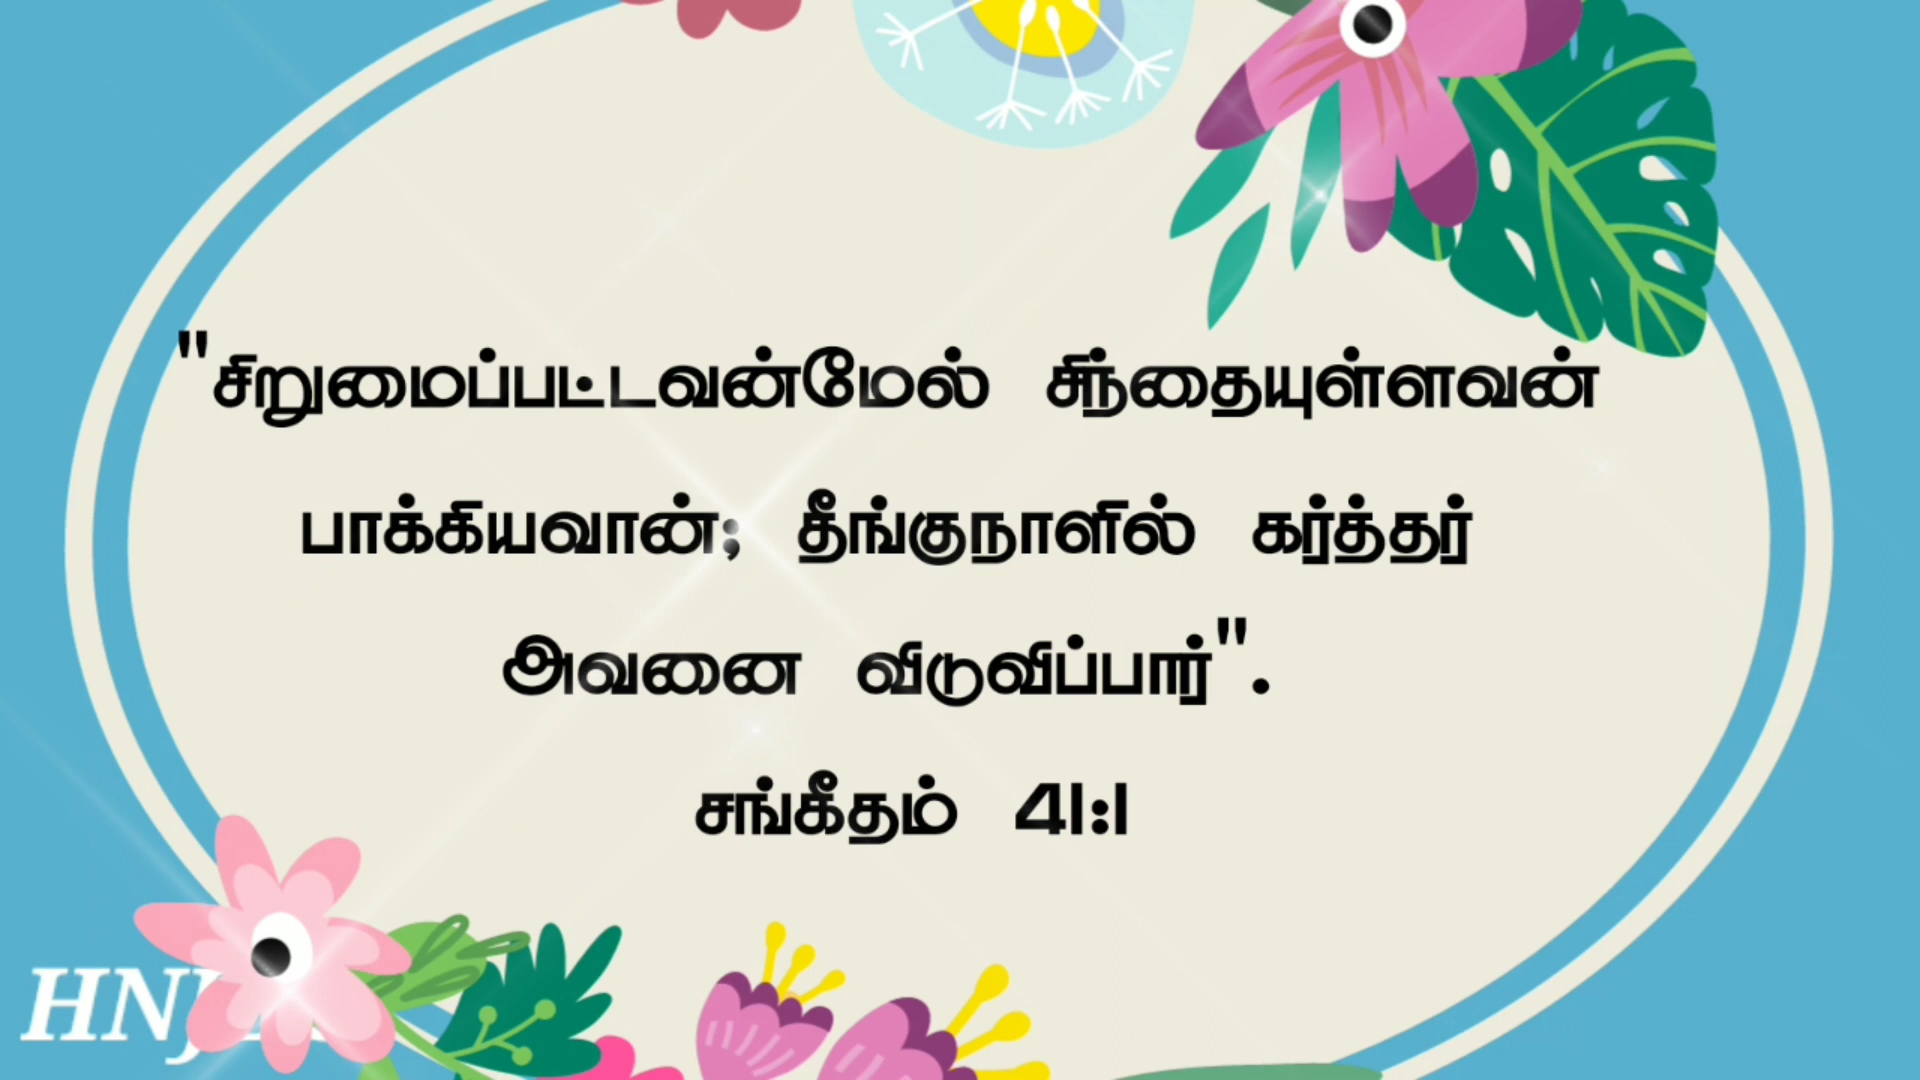 "சிறுமைப்பட்டவன்மேல் சிந்தையுள்ளவன்
பாக்கியவான்; தீங்குநாளில் கர்த்தர்
அவனை விடுவிப்பார்".
சங்கீதம் 41:1